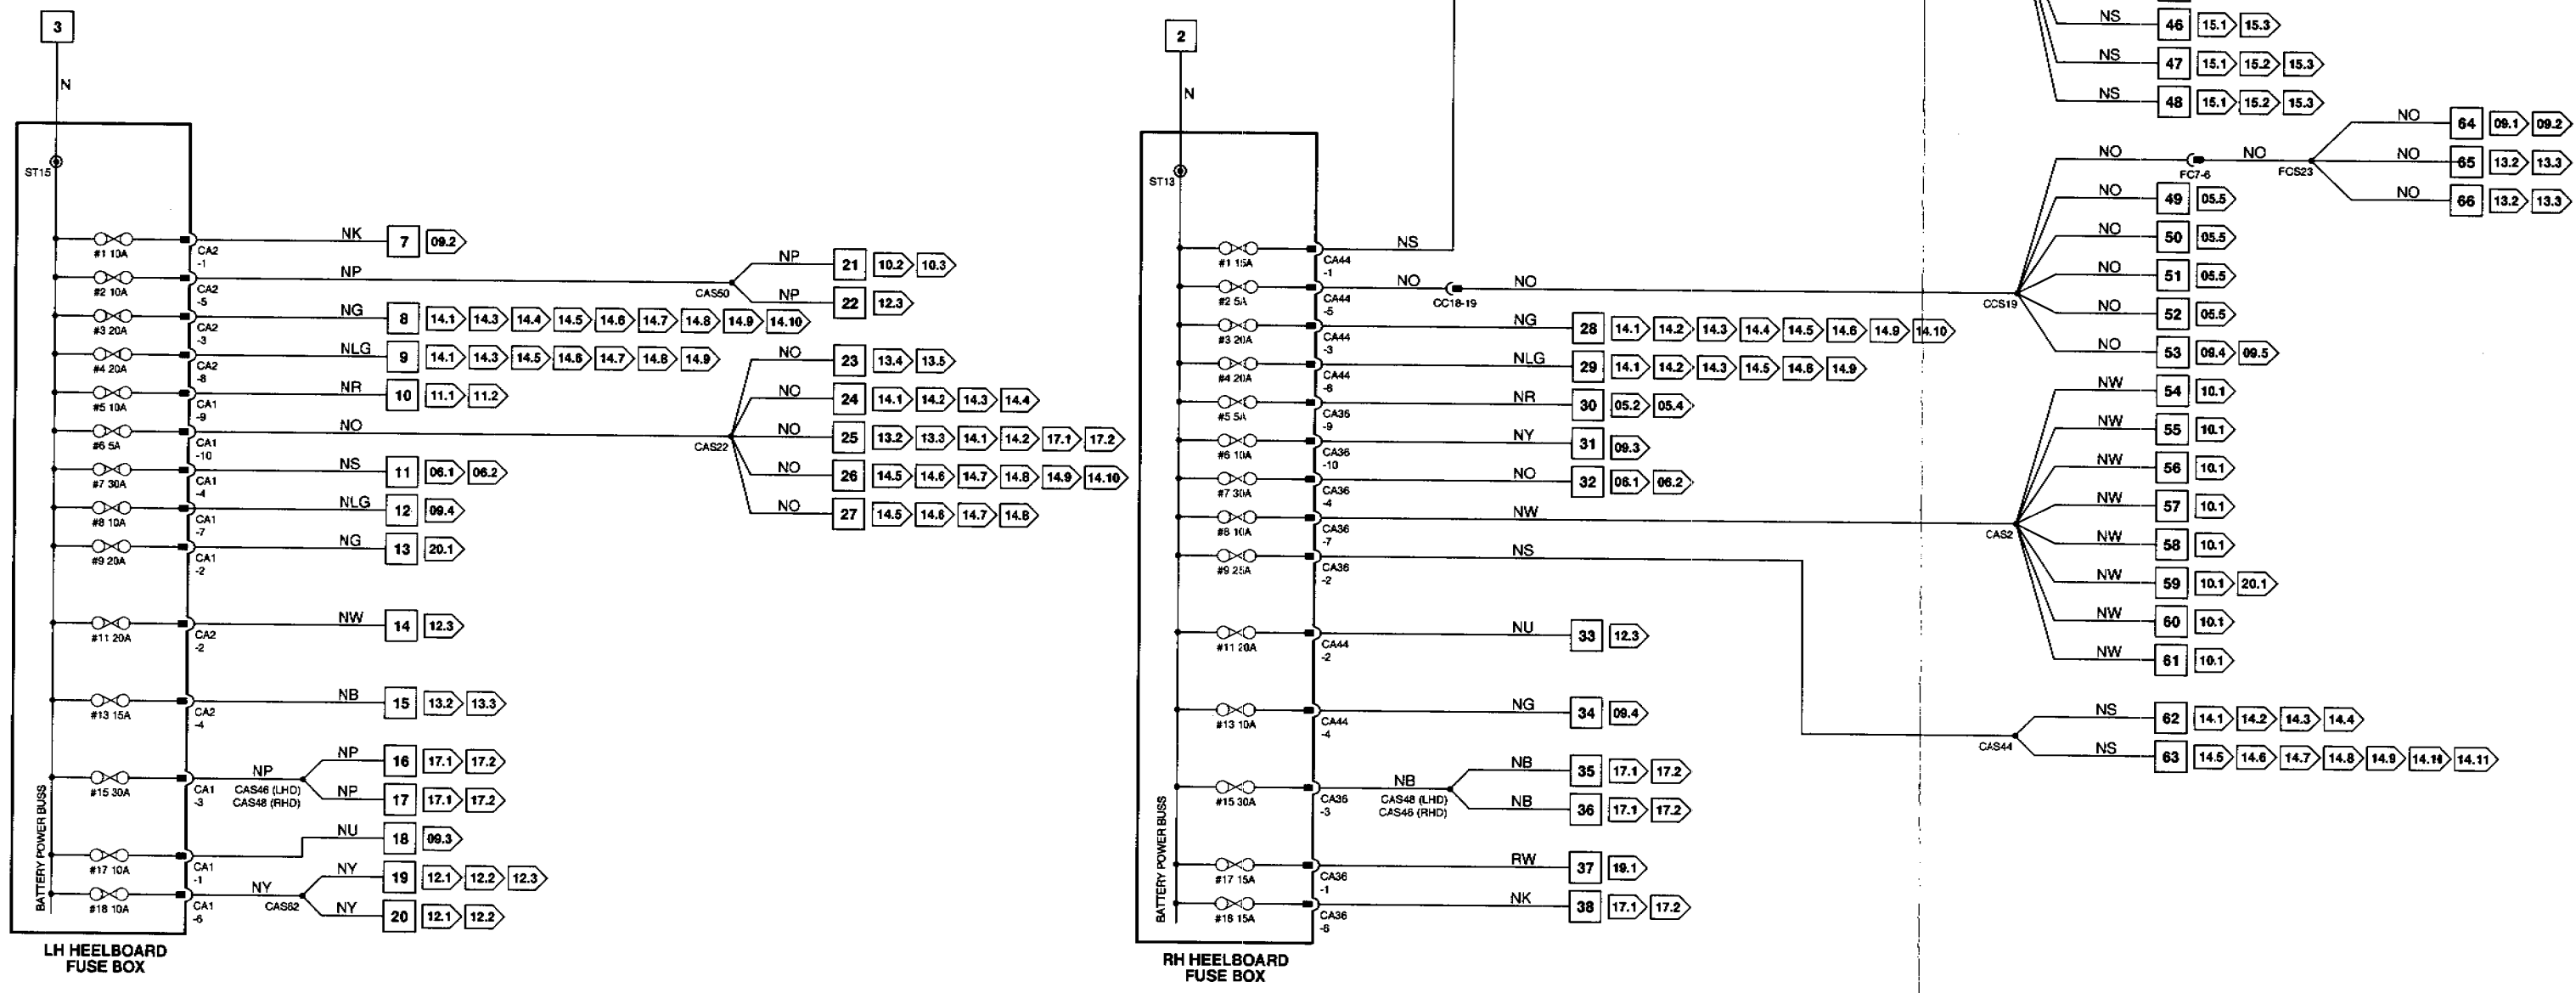 3
N
ST15
#1 10A CA2 -1 NK 7 09.2
#2 10A CA2 -5 NP CAS50
NP 21 10.2 10.3
NP 22 12.3
#3 20A CA2 -3 NG 8 14.1 14.3 14.4 14.5 14.6 14.7 14.8 14.9 14.10
#4 20A CA2 -8 NLG 9 14.1 14.3 14.5 14.6 14.7 14.8 14.9
#5 10A CA1 -9 NR 10 11.1 11.2
#6 5A CA1 -10 NO CAS22
NO 23 13.4 13.5
NO 24 14.1 14.2 14.3 14.4
NO 25 13.2 13.3 14.1 14.2 17.1 17.2
NO 26 14.5 14.6 14.7 14.8 14.9 14.10
NO 27 14.5 14.6 14.7 14.8
#7 30A CA1 -4 NS 11 06.1 06.2
#8 10A CA1 -7 NLG 12 09.4
#9 20A CA1 -2 NG 13 20.1
#11 20A CA2 -2 NW 14 12.3
#13 15A CA2 -4 NB 15 13.2 13.3
#15 30A CA1 -3 NP CAS46 (LHD)
CAS48 (RHD)
NP 16 17.1 17.2
NP 17 17.1 17.2
#17 10A CA1 -1 NU 18 09.3
#18 10A CA1 -6 NY CAS62
NY 19 12.1 12.2 12.3
NY 20 12.1 12.2
BATTERY POWER BUSS
LH HEELBOARD
FUSE BOX
2
N
ST13
#1 15A CA44 -1 NS
#2 5A CA44 -5 NO CC18-19 NO CCS19
#3 20A CA44 -3 NG 28 14.1 14.2 14.3 14.4 14.5 14.6 14.9 14.10
#4 20A CA44 -8 NLG 29 14.1 14.2 14.3 14.5 14.6 14.9
#5 5A CA36 -9 NR 30 05.2 05.4
#6 10A CA36 -10 NY 31 09.3
#7 30A CA36 -4 NO 32 06.1 06.2
#8 10A CA36 -7 NW CAS2
#9 25A CA36 -2 NS CAS44
#11 20A CA44 -2 NU 33 12.3
#13 10A CA44 -4 NG 34 09.4
#15 30A CA36 -3 NB CAS48 (LHD)
CAS46 (RHD)
NB 35 17.1 17.2
NB 36 17.1 17.2
#17 15A CA36 -1 RW 37 19.1
#18 15A CA36 -6 NK 38 17.1 17.2
BATTERY POWER BUSS
RH HEELBOARD
FUSE BOX
NS 46 15.1 15.3
NS 47 15.1 15.2 15.3
NS 48 15.1 15.2 15.3
NO FC7-6 NO FCS23
NO 64 09.1 09.2
NO 65 13.2 13.3
NO 66 13.2 13.3
NO 49 05.5
NO 50 05.5
NO 51 05.5
NO 52 05.5
NO 53 09.4 09.5
NW 54 10.1
NW 55 10.1
NW 56 10.1
NW 57 10.1
NW 58 10.1
NW 59 10.1 20.1
NW 60 10.1
NW 61 10.1
NS 62 14.1 14.2 14.3 14.4
NS 63 14.5 14.6 14.7 14.8 14.9 14.10 14.11